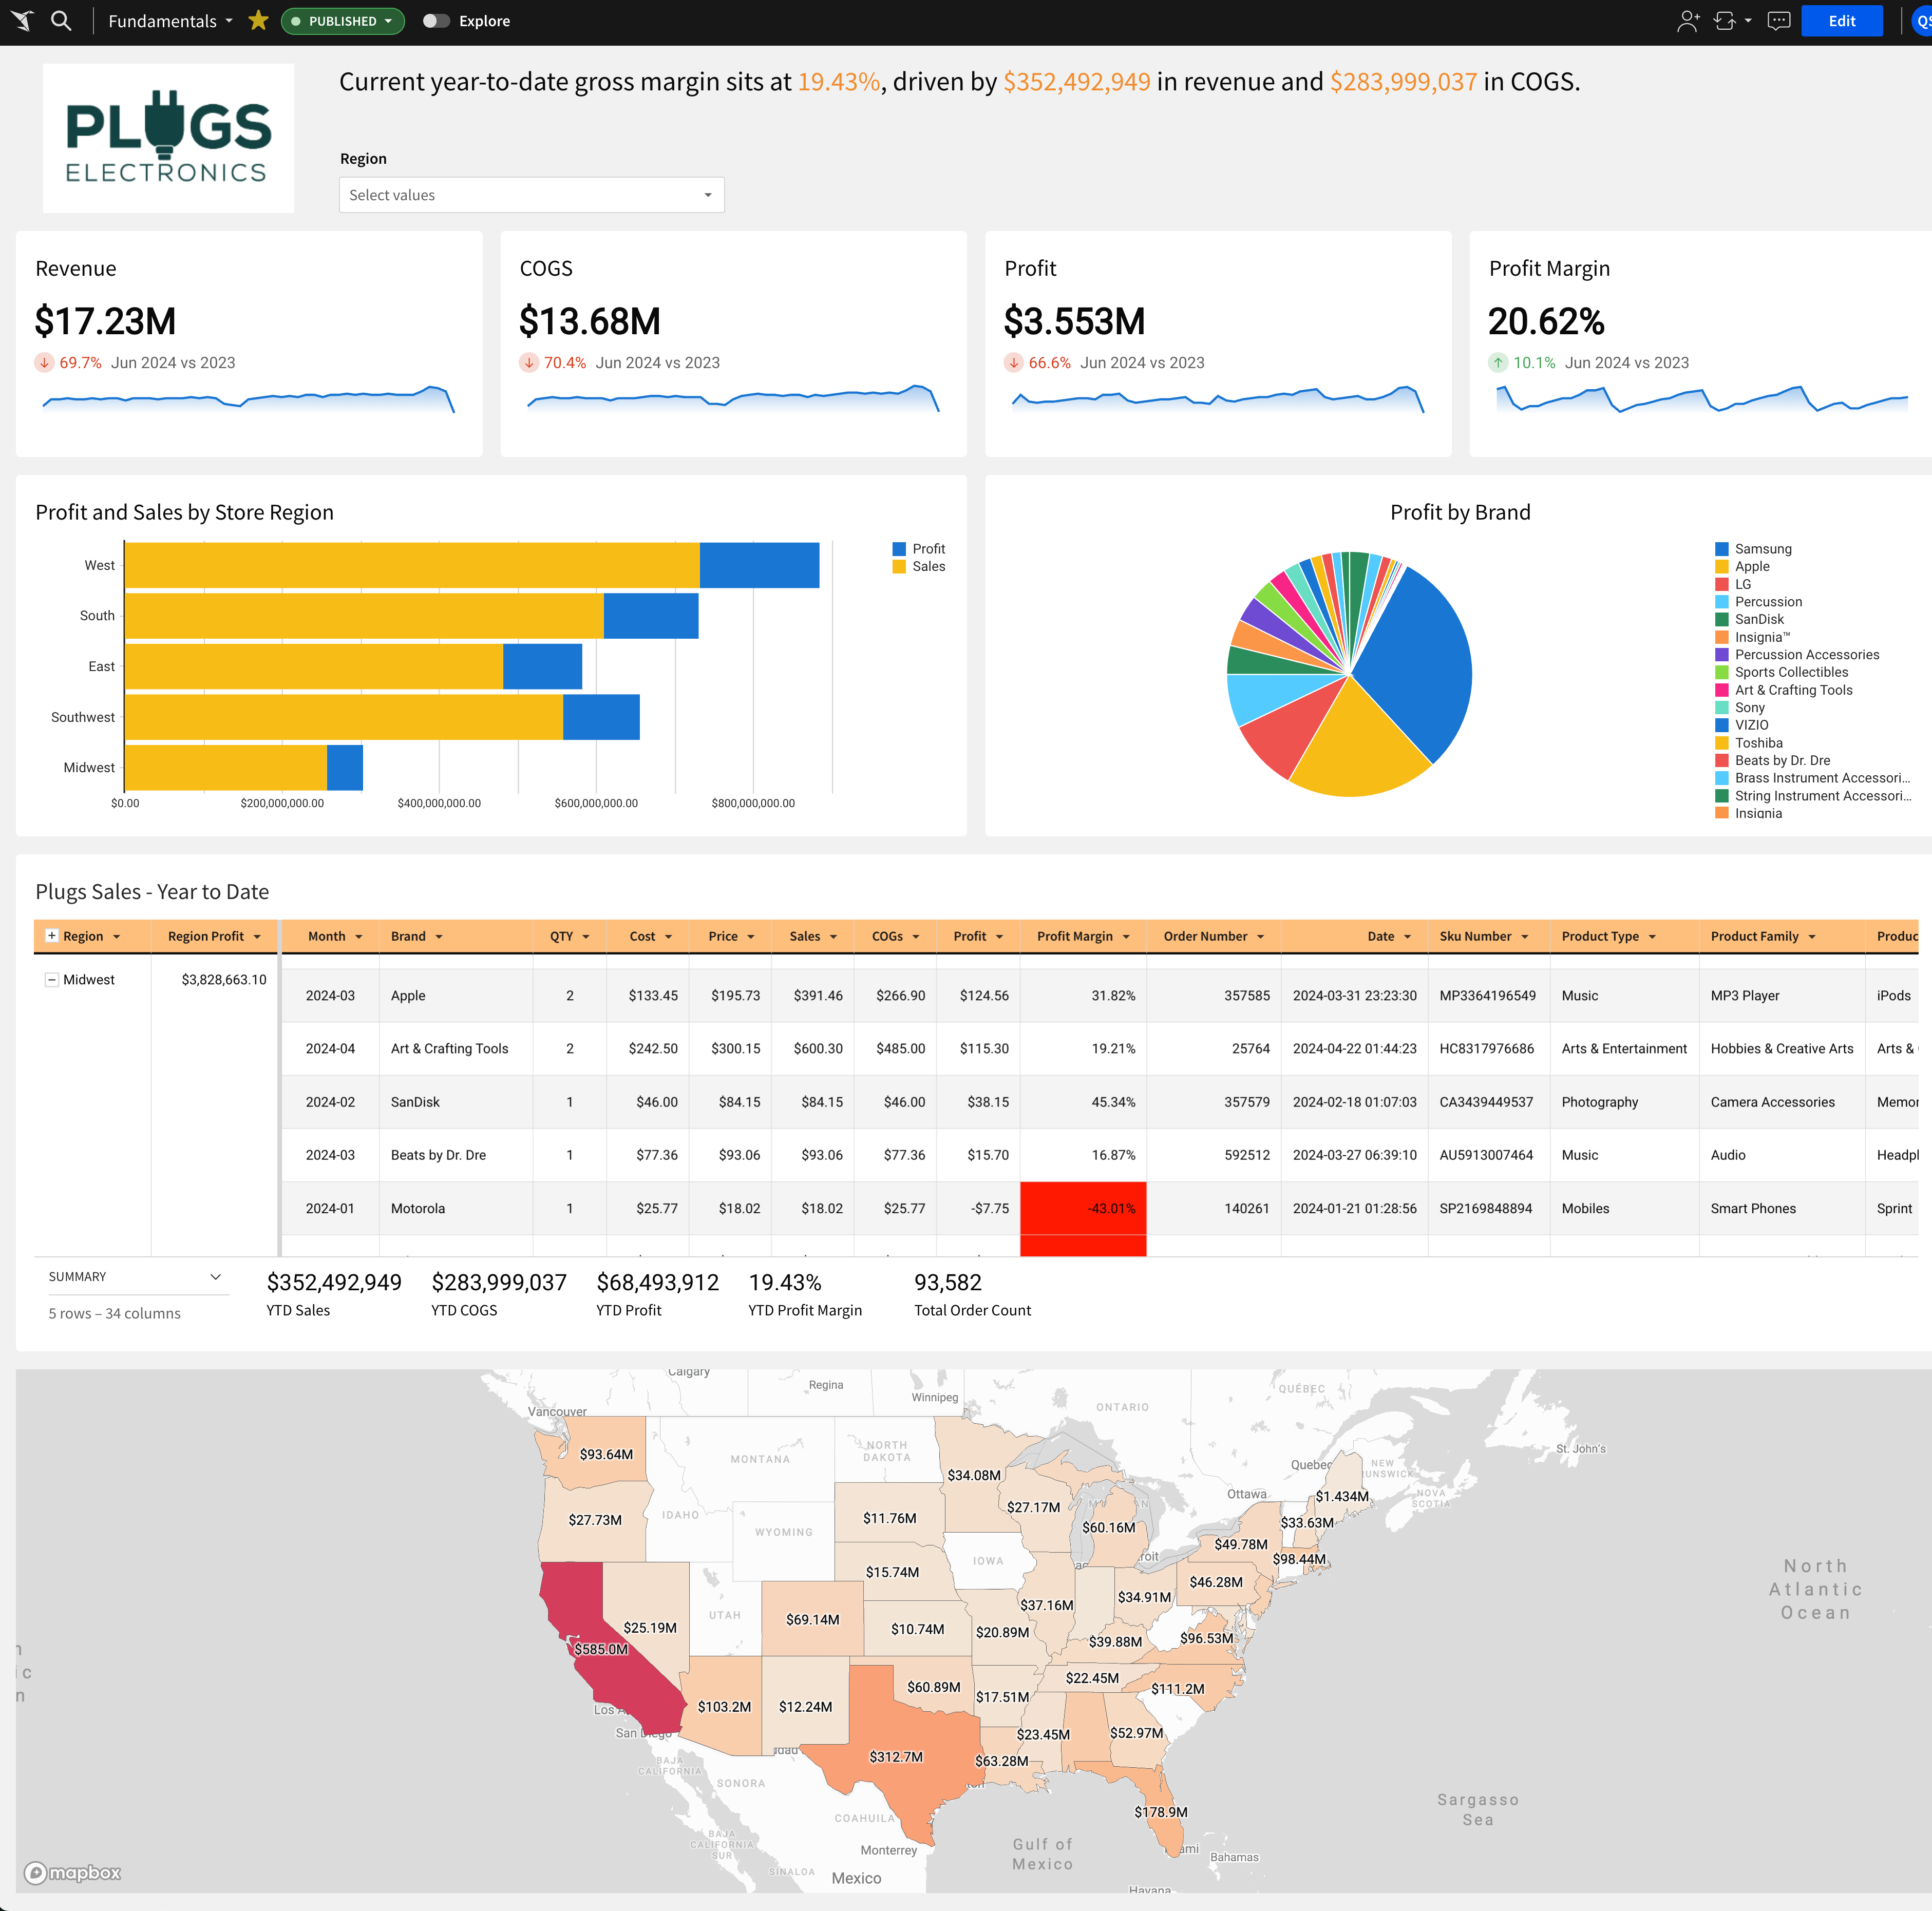 Fundamentals
PUBLISHED
Explore
Edit
PLUGS
ELECTRONICS
Current year-to-date gross margin sits at 19.43%, driven by $352,492,949 in revenue and $283,999,037 in COGS.
Region
Select values
Revenue
$17.23M
69.7% Jun 2024 vs 2023
COGS
$13.68M
70.4% Jun 2024 vs 2023
Profit
$3.553M
66.6% Jun 2024 vs 2023
Profit Margin
20.62%
10.1% Jun 2024 vs 2023
Profit and Sales by Store Region
West
South
East
Southwest
Midwest
$0.00 $200,000,000.00 $400,000,000.00 $600,000,000.00 $800,000,000.00
Profit
Sales
Profit by Brand
Samsung
Apple
LG
Percussion
SanDisk
Insignia™
Percussion Accessories
Sports Collectibles
Art & Crafting Tools
Sony
VIZIO
Toshiba
Beats by Dr. Dre
Brass Instrument Accessori...
String Instrument Accessori...
Insignia
Plugs Sales - Year to Date
Region Region Profit Month Brand QTY Cost Price Sales COGs Profit Profit Margin Order Number Date Sku Number Product Type Product Family Produc
Midwest $3,828,663.10
2024-03 Apple 2 $133.45 $195.73 $391.46 $266.90 $124.56 31.82% 357585 2024-03-31 23:23:30 MP3364196549 Music MP3 Player iPods
2024-04 Art & Crafting Tools 2 $242.50 $300.15 $600.30 $485.00 $115.30 19.21% 25764 2024-04-22 01:44:23 HC8317976686 Arts & Entertainment Hobbies & Creative Arts Arts &
2024-02 SanDisk 1 $46.00 $84.15 $84.15 $46.00 $38.15 45.34% 357579 2024-02-18 01:07:03 CA3439449537 Photography Camera Accessories Memor
2024-03 Beats by Dr. Dre 1 $77.36 $93.06 $93.06 $77.36 $15.70 16.87% 592512 2024-03-27 06:39:10 AU5913007464 Music Audio Headpl
2024-01 Motorola 1 $25.77 $18.02 $18.02 $25.77 -$7.75 -43.01% 140261 2024-01-21 01:28:56 SP2169848894 Mobiles Smart Phones Sprint
SUMMARY
5 rows – 34 columns
$352,492,949 $283,999,037 $68,493,912 19.43% 93,582
YTD Sales YTD COGS YTD Profit YTD Profit Margin Total Order Count
Calgary
Regina
Winnipeg
QUÉBEC
ONTARIO
Vancouver
St. John's
$93.64M
MONTANA
NORTH
DAKOTA
$34.08M
Quebec
NEW
NOVA
SCOTIA
$1.434M
Ottawa
$27.73M
IDAHO
WYOMING
$11.76M
$27.17M
$60.16M
$33.63M
$49.78M
$98.44M
IOWA
$15.74M
$46.28M
$34.91M
$37.16M
North
Atlantic
Ocean
UTAH
$69.14M
$25.19M
$10.74M
$20.89M
$39.88M
$96.53M
$585.0M
$22.45M
$111.2M
$60.89M
$17.51M
$103.2M
$12.24M
Los A
San Diego
$23.45M
$52.97M
$312.7M
$63.28M
BAJA
CALIFORNIA
SONORA
COAHUILA
$178.9M
Sargasso
Sea
BAJA
CALIFORNIA
SUR
SINALOA
Monterrey
Mexico
Gulf of
Mexico
Bahamas
Havana
mapbox